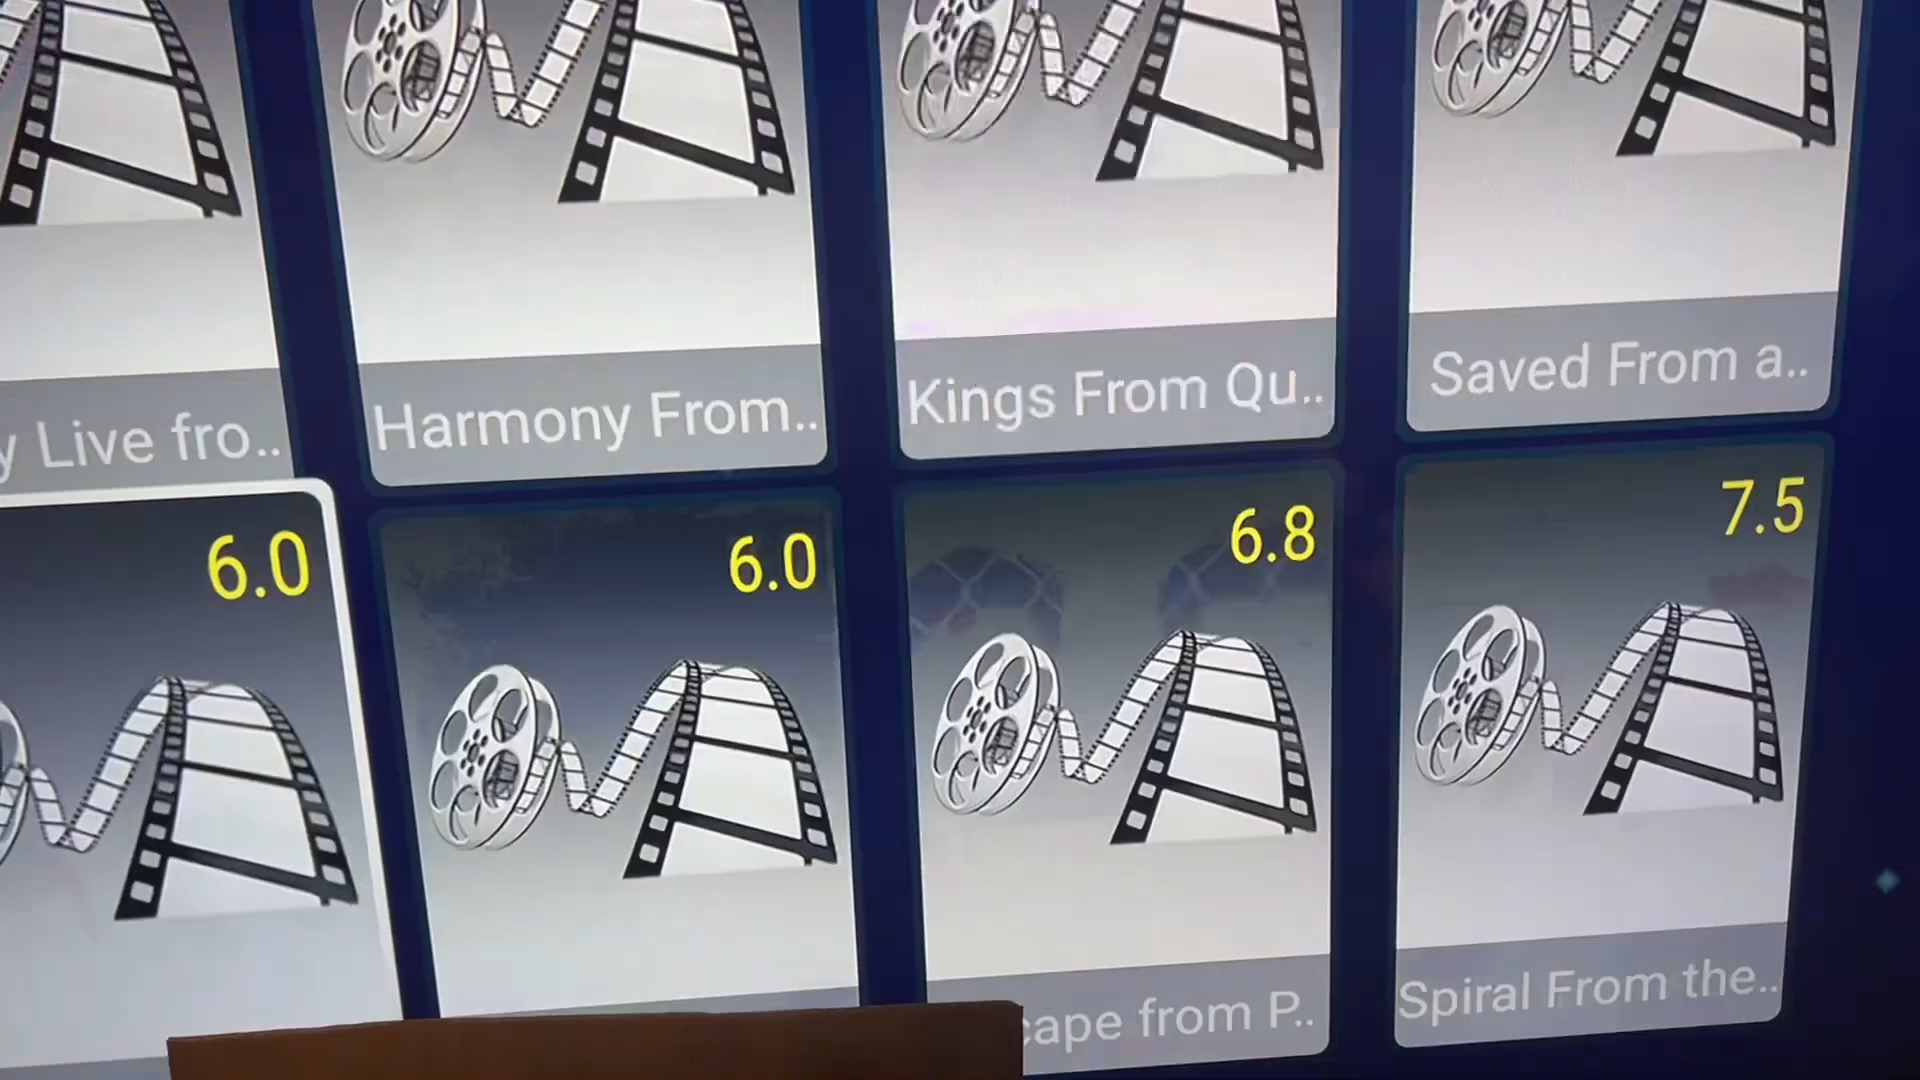 y Live fro..
Harmony From..
Kings From Qu..
Saved From a..
6.0
6.0
6.8
7.5
cape from P..
Spiral From the..